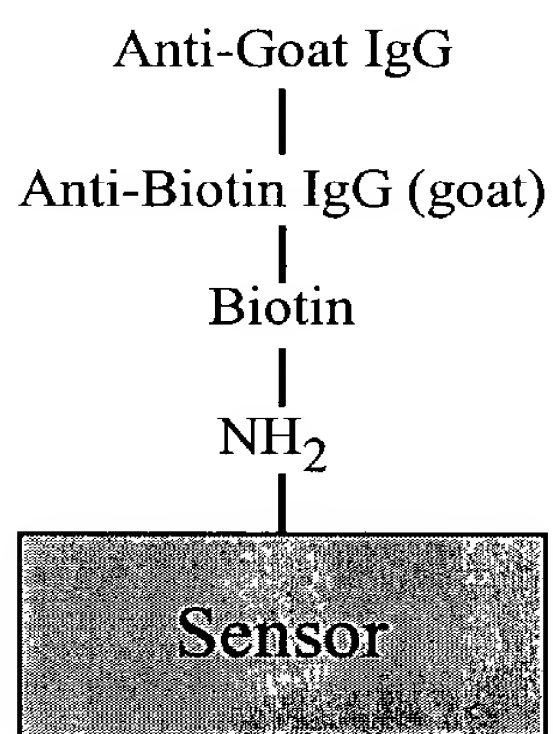 Anti-Goat IgG
Anti-Biotin IgG (goat)
Biotin
NH₂
Sensor